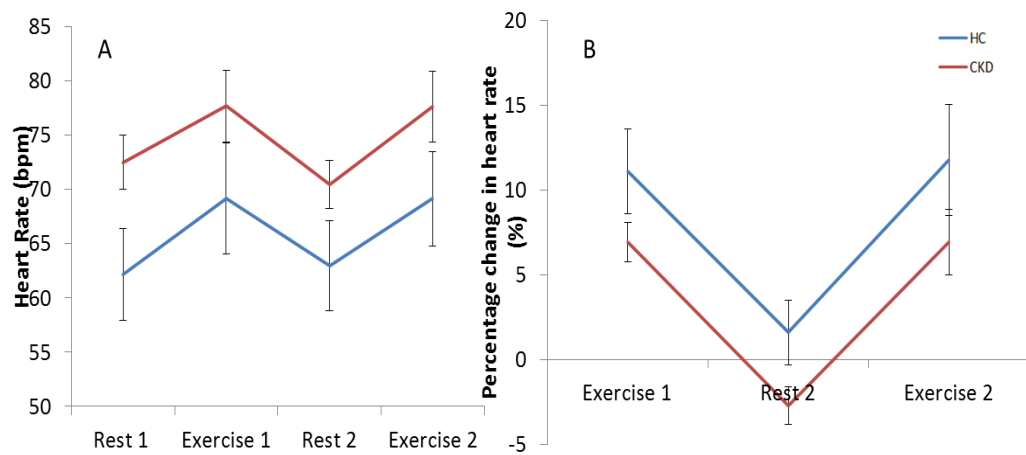 A
Heart Rate (bpm)
85
80
75
70
65
60
55
50
Rest 1 Exercise 1 Rest 2 Exercise 2
B
Percentage change in heart rate
(%)
20
15
10
5
0
-5
Exercise 1 Rest 2 Exercise 2
HC
CKD